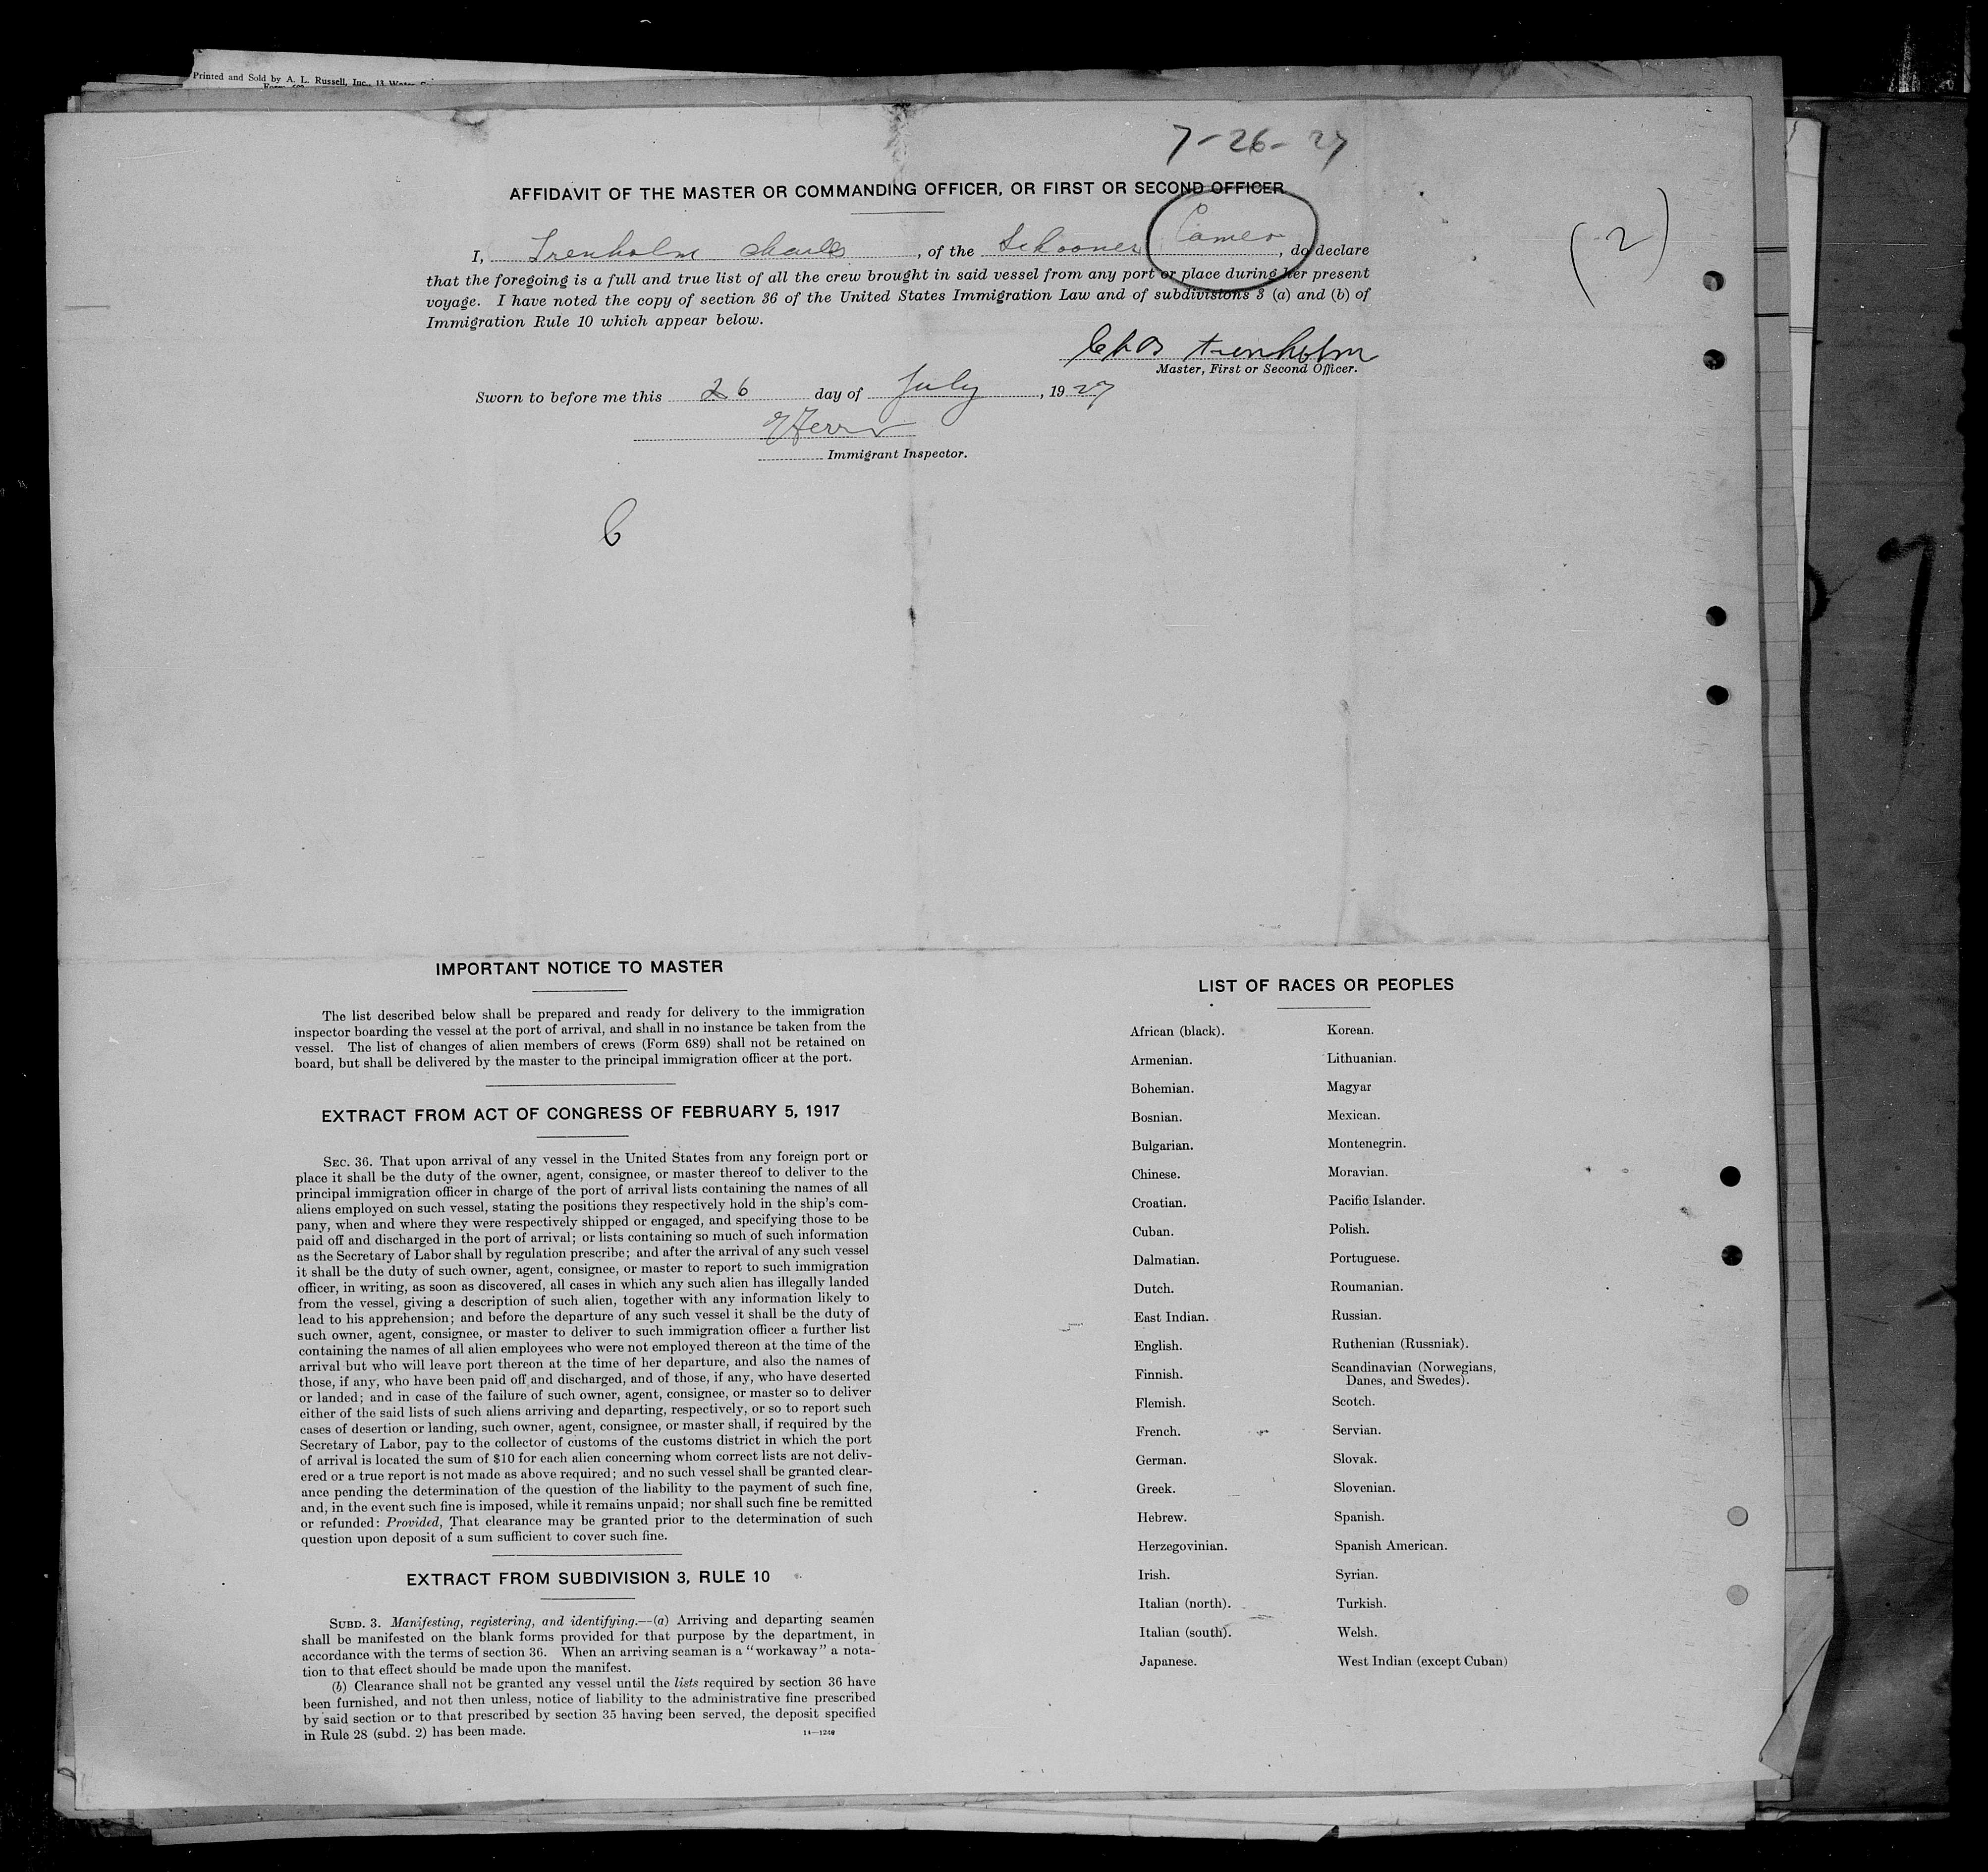 Printed and Sold by A. L. Russell, Inc., 13 Water
7-26-27
AFFIDAVIT OF THE MASTER OR COMMANDING OFFICER, OR FIRST OR SECOND OFFICER
I, Trenholm Charles, of the Schooner Cameo, do declare
that the foregoing is a full and true list of all the crew brought in said vessel from any port or place during her present
voyage. I have noted the copy of section 36 of the United States Immigration Law and of subdivisions 3 (a) and (b) of
Immigration Rule 10 which appear below.
(2)
Chas Trenholm
Master, First or Second Officer.
Sworn to before me this 26 day of July, 1927
Immigrant Inspector.
7
IMPORTANT NOTICE TO MASTER
The list described below shall be prepared and ready for delivery to the immigration
inspector boarding the vessel at the port of arrival, and shall in no instance be taken from the
vessel. The list of changes of alien members of crews (Form 689) shall not be retained on
board, but shall be delivered by the master to the principal immigration officer at the port.
EXTRACT FROM ACT OF CONGRESS OF FEBRUARY 5, 1917
SEC. 36. That upon arrival of any vessel in the United States from any foreign port or
place it shall be the duty of the owner, agent, consignee, or master thereof to deliver to the
principal immigration officer in charge of the port of arrival lists containing the names of all
aliens employed on such vessel, stating the positions they respectively hold in the ship's com-
pany, when and where they were respectively shipped or engaged, and specifying those to be
paid off and discharged in the port of arrival; or lists containing so much of such information
as the Secretary of Labor shall by regulation prescribe; and after the arrival of any such vessel
it shall be the duty of such owner, agent, consignee, or master to report to such immigration
officer, in writing, as soon as discovered, all cases in which any such alien has illegally landed
from the vessel, giving a description of such alien, together with any information likely to
lead to his apprehension; and before the departure of any such vessel it shall be the duty of
such owner, agent, consignee, or master to deliver to such immigration officer a further list
containing the names of all alien employees who were not employed thereon at the time of the
arrival but who will leave port thereon at the time of her departure, and also the names of
those, if any, who have been paid off and discharged, and of those, if any, who have deserted
or landed; and in case of the failure of such owner, agent, consignee, or master so to deliver
either of the said lists of such aliens arriving and departing, respectively, or so to report such
cases of desertion or landing, such owner, agent, consignee, or master shall, if required by the
Secretary of Labor, pay to the collector of customs of the customs district in which the port
of arrival is located the sum of $10 for each alien concerning whom correct lists are not deliv-
ered or a true report is not made as above required; and no such vessel shall be granted clear-
ance pending the determination of the question of the liability to the payment of such fine,
and, in the event such fine is imposed, while it remains unpaid; nor shall such fine be remitted
or refunded: Provided, That clearance may be granted prior to the determination of such
question upon deposit of a sum sufficient to cover such fine.
EXTRACT FROM SUBDIVISION 3, RULE 10
SUBD. 3. Manifesting, registering, and identifying.—(a) Arriving and departing seamen
shall be manifested on the blank forms provided for that purpose by the department, in
accordance with the terms of section 36. When an arriving seaman is a "workaway" a nota-
tion to that effect should be made upon the manifest.
(b) Clearance shall not be granted any vessel until the lists required by section 36 have
been furnished, and not then unless, notice of liability to the administrative fine prescribed
by said section or to that prescribed by section 35 having been served, the deposit specified
in Rule 28 (subd. 2) has been made.
14—1240
LIST OF RACES OR PEOPLES
African (black).
Armenian.
Bohemian.
Bosnian.
Bulgarian.
Chinese.
Croatian.
Cuban.
Dalmatian.
Dutch.
East Indian.
English.
Finnish.
Flemish.
French.
German.
Greek.
Hebrew.
Herzegovinian.
Irish.
Italian (north).
Italian (south).
Japanese.
Korean.
Lithuanian.
Magyar
Mexican.
Montenegrin.
Moravian.
Pacific Islander.
Polish.
Portuguese.
Roumanian.
Russian.
Ruthenian (Russniak).
Scandinavian (Norwegians,
Danes, and Swedes).
Scotch.
Servian.
Slovak.
Slovenian.
Spanish.
Spanish American.
Syrian.
Turkish.
Welsh.
West Indian (except Cuban)